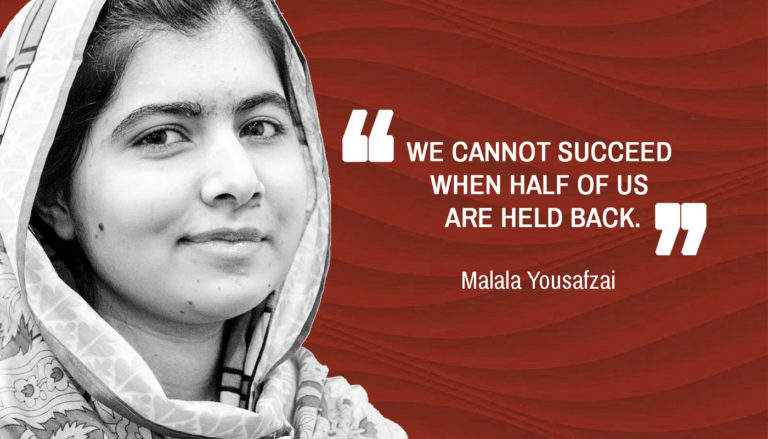 “ WE CANNOT SUCCEED
WHEN HALF OF US
ARE HELD BACK. ”
Malala Yousafzai